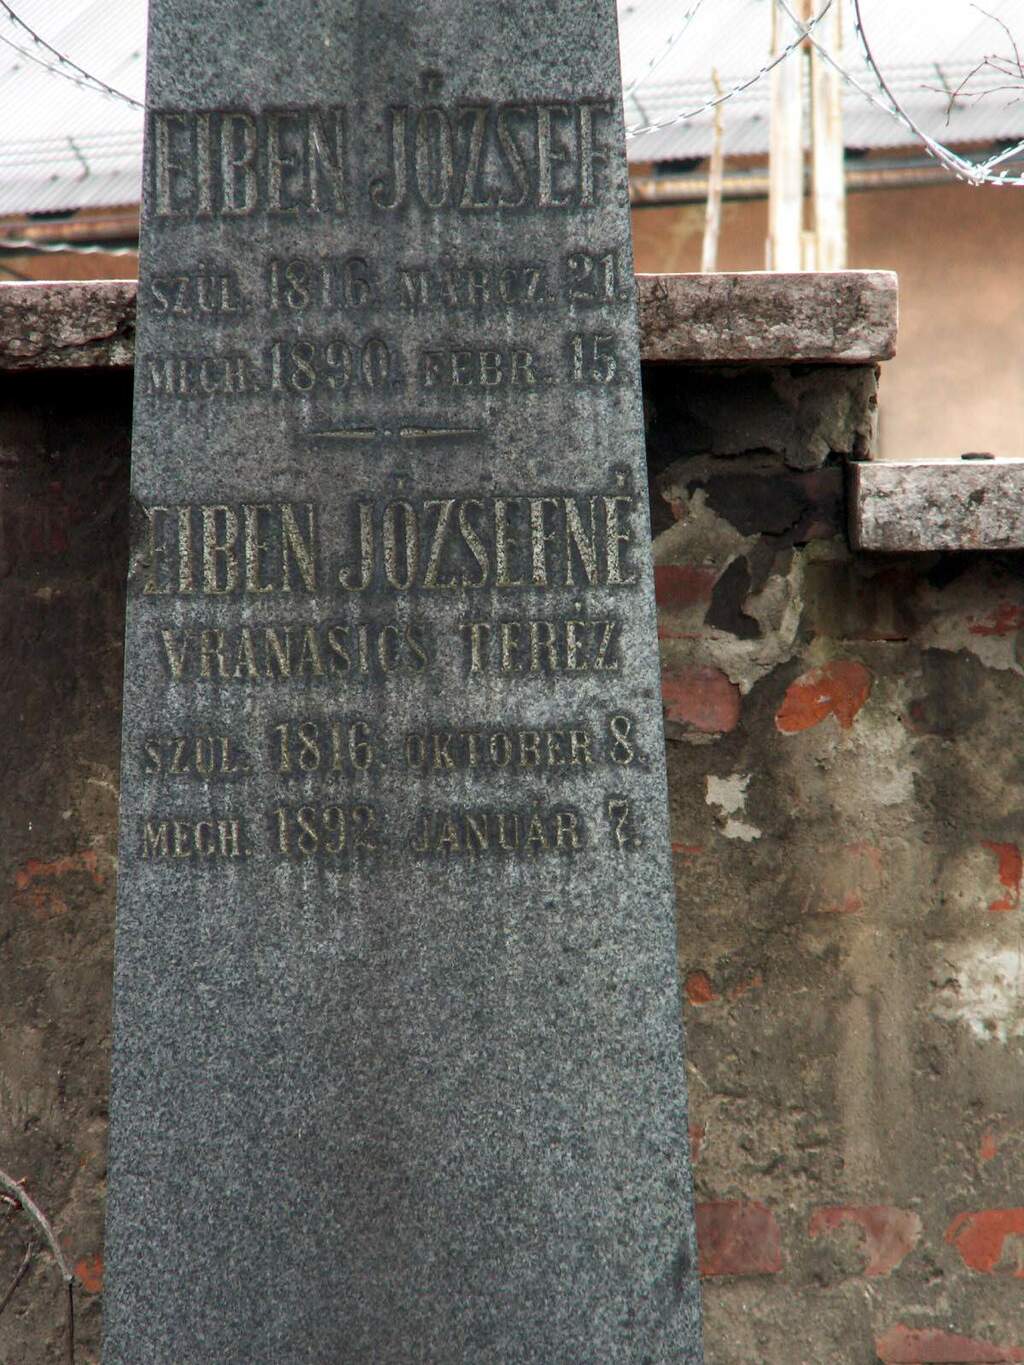 EIBEN JÓZSEF
SZÜL. 1816. MÁRCZ. 21.
MEGH. 1890. FEBR. 15.
EIBEN JÓZSEFNÉ
VRANASICS TERÉZ
SZÜL. 1816. OKTOBER 8.
MEGH. 1892. JANUÁR 7.